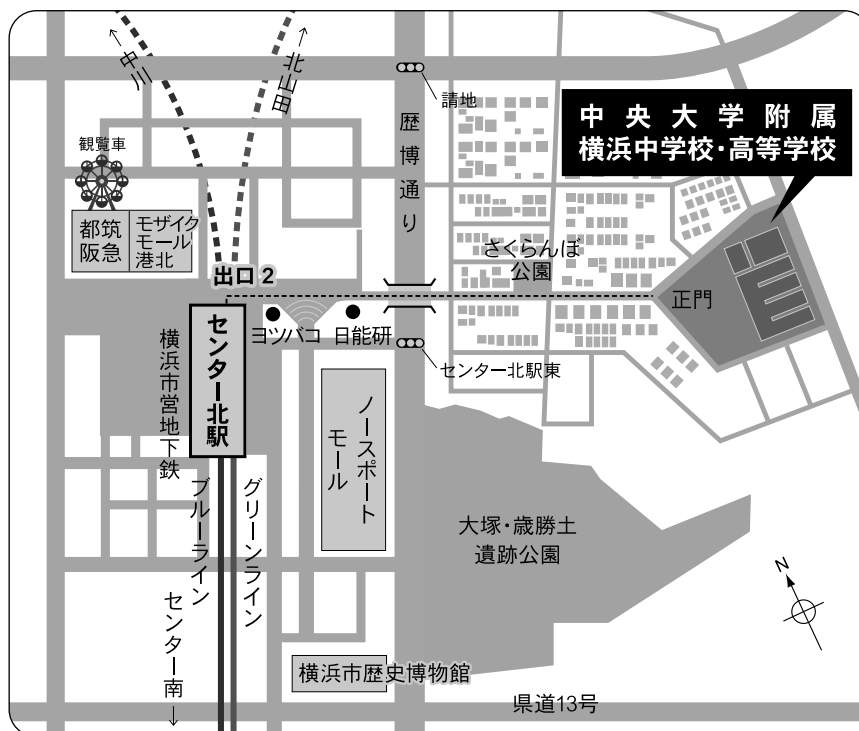 ↑
中川
北山田
→
請地
歴博通り
中央大学附属
横浜中学校・高等学校
観覧車
都筑
阪急
モザイク
モール
港北
さくらんぼ
公園
出口2
正門
センター北駅
ヨツバコ
日能研
センター北駅東
横浜市営地下鉄
ブルーライン
グリーンライン
ノースポート
モール
大塚・歳勝土
遺跡公園
N
センター南
↓
横浜市歴史博物館
県道13号